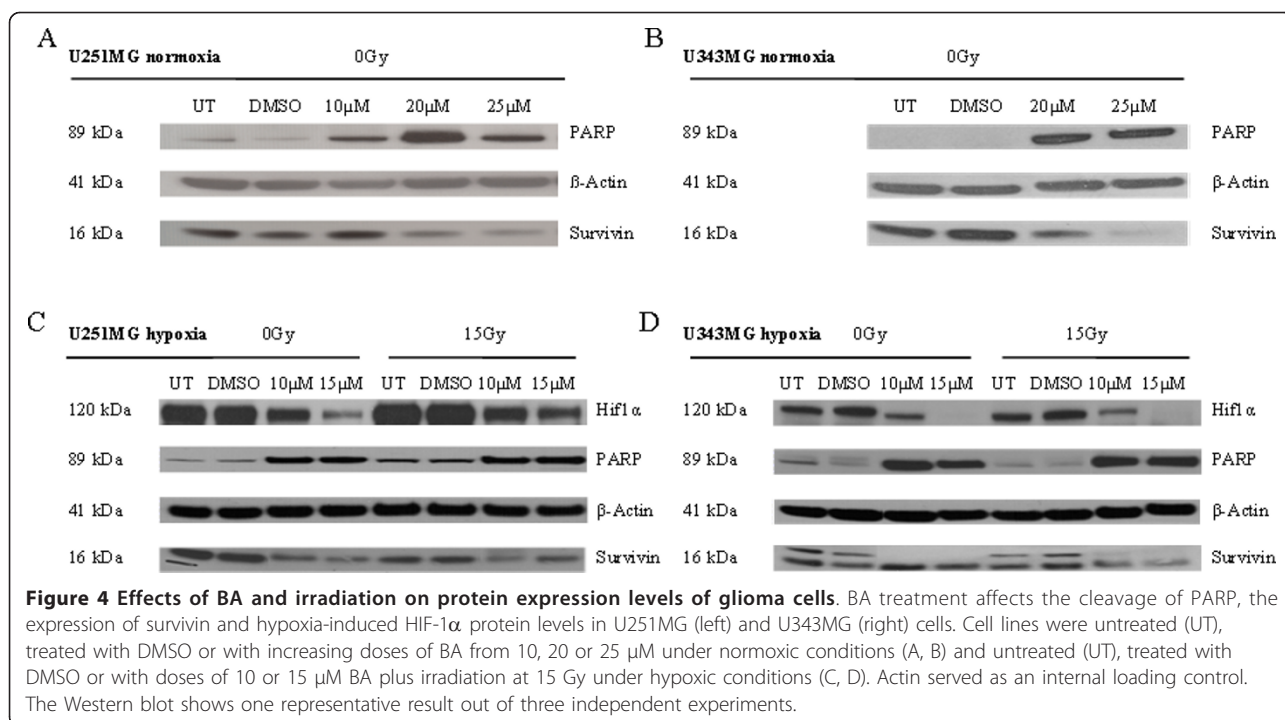 A
U251MG normoxia 0Gy
UT DMSO 10µM 20µM 25µM
89 kDa PARP
41 kDa ß-Actin
16 kDa Survivin
B
U343MG normoxia 0Gy
UT DMSO 20µM 25µM
89 kDa PARP
41 kDa β-Actin
16 kDa Survivin
C
U251MG hypoxia 0Gy 15Gy
UT DMSO 10µM 15µM UT DMSO 10µM 15µM
120 kDa Hif1α
89 kDa PARP
41 kDa β-Actin
16 kDa Survivin
D
U343MG hypoxia 0Gy 15Gy
UT DMSO 10µM 15µM UT DMSO 10µM 15µM
120 kDa Hif1α
89 kDa PARP
41 kDa β-Actin
16 kDa Survivin
Figure 4 Effects of BA and irradiation on protein expression levels of glioma cells. BA treatment affects the cleavage of PARP, the
expression of survivin and hypoxia-induced HIF-1α protein levels in U251MG (left) and U343MG (right) cells. Cell lines were untreated (UT),
treated with DMSO or with increasing doses of BA from 10, 20 or 25 μM under normoxic conditions (A, B) and untreated (UT), treated with
DMSO or with doses of 10 or 15 μM BA plus irradiation at 15 Gy under hypoxic conditions (C, D). Actin served as an internal loading control.
The Western blot shows one representative result out of three independent experiments.